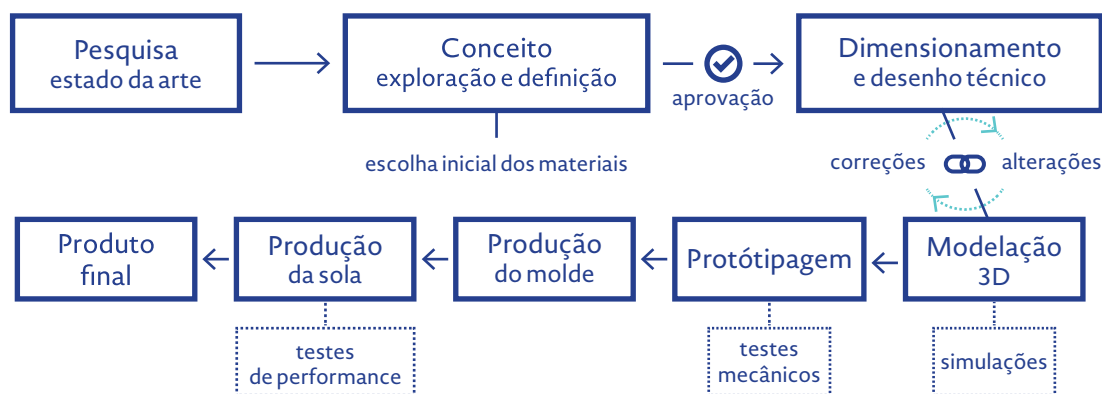 Pesquisa
estado da arte
Conceito
exploração e definição
aprovação
Dimensionamento
e desenho técnico
escolha inicial dos materiais
correções
alterações
Produto
final
Produção
da sola
Produção
do molde
Protótipagem
Modelação
3D
testes
de performance
testes
mecânicos
simulações